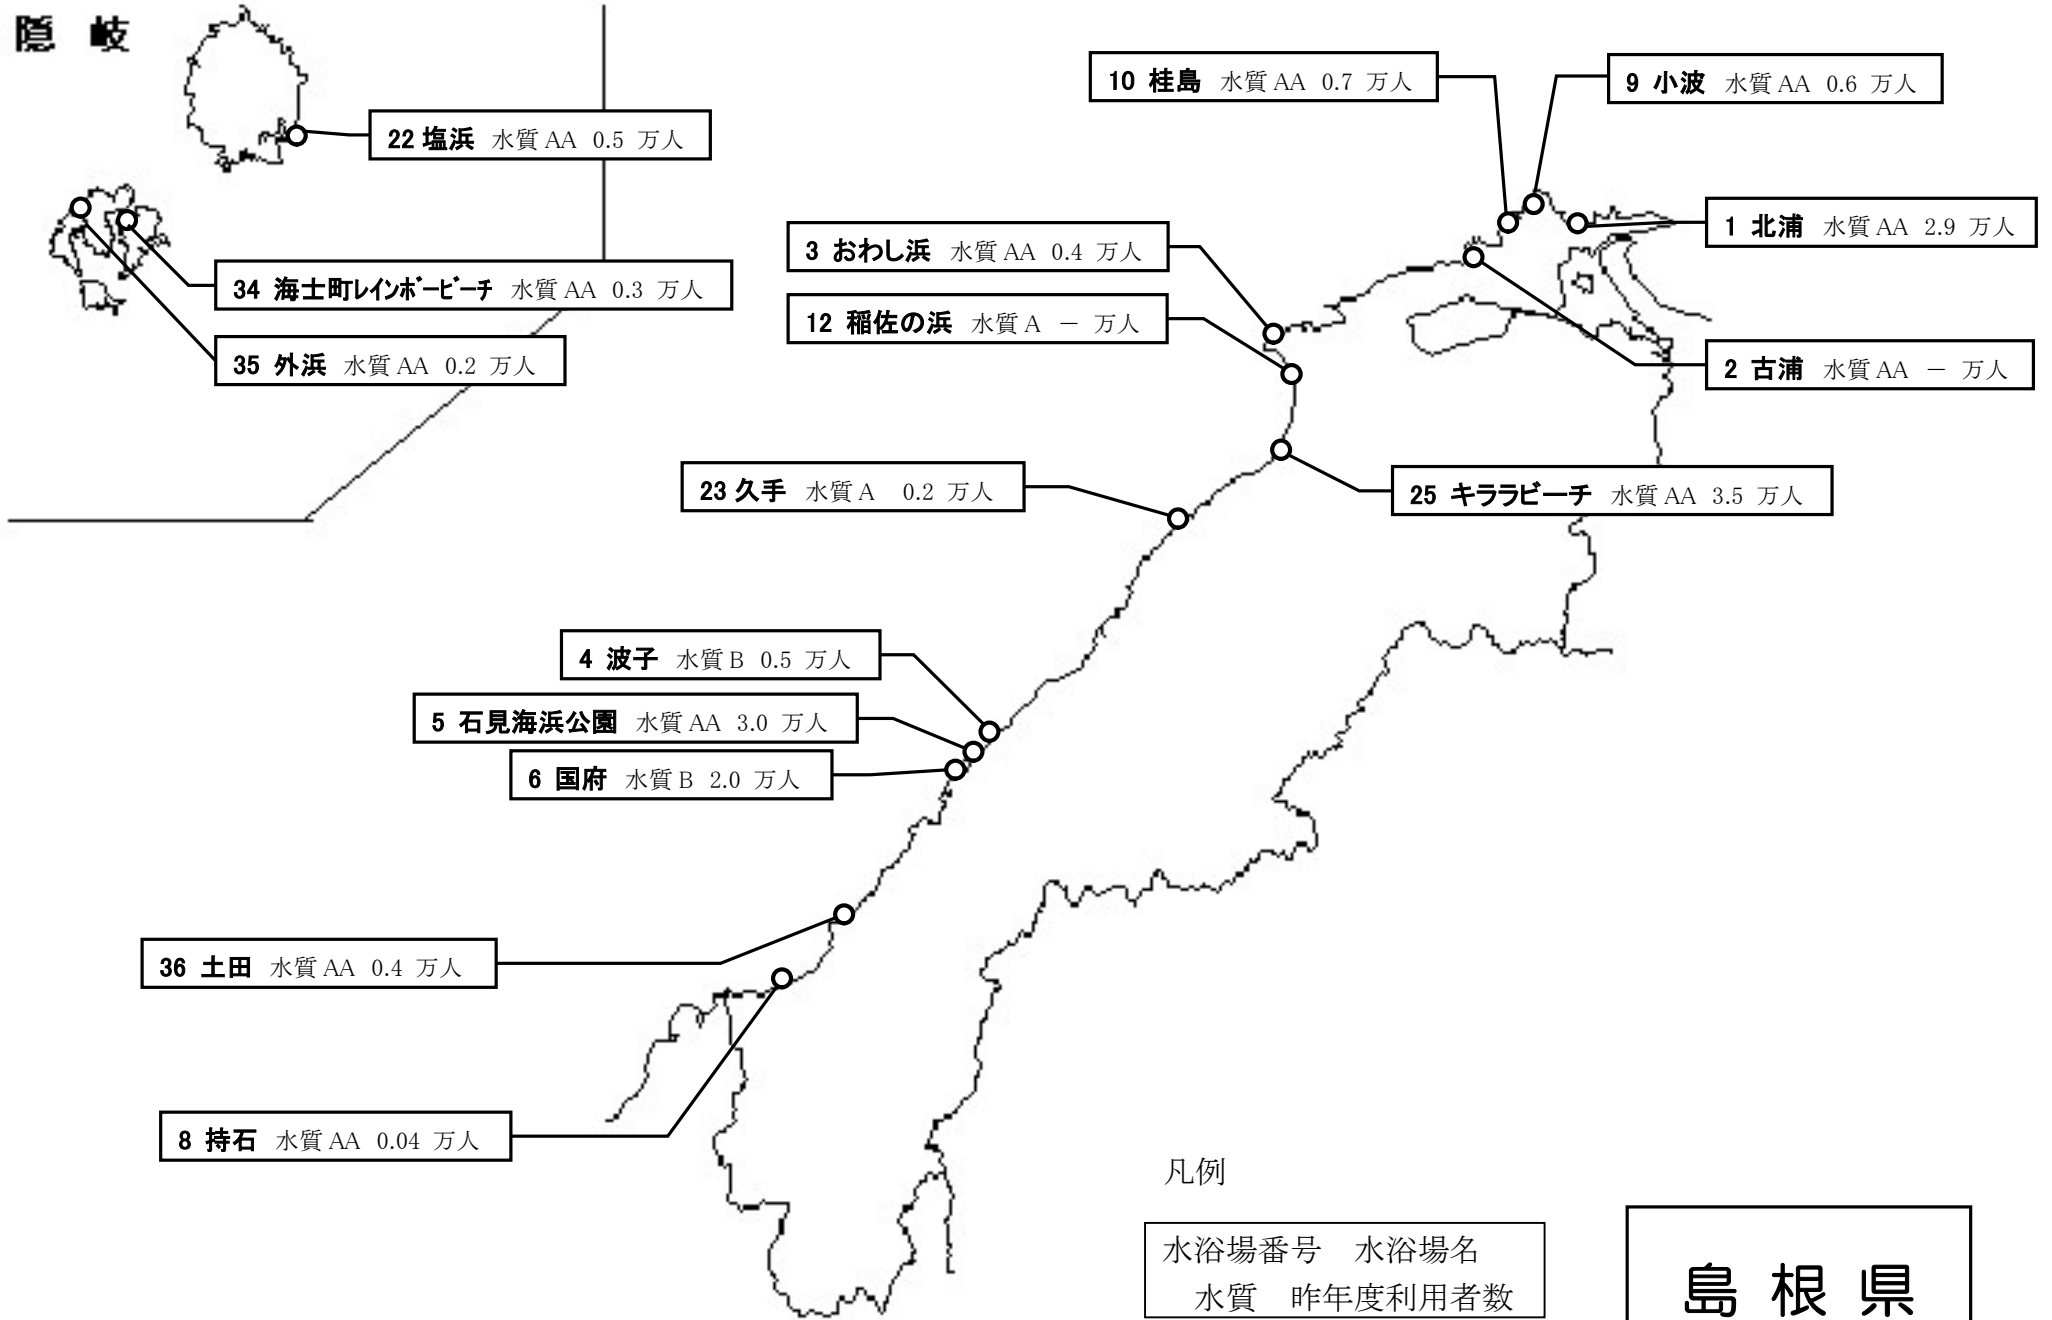 隠 岐
10 桂島 水質 AA 0.7 万人
9 小波 水質 AA 0.6 万人
22 塩浜 水質 AA 0.5 万人
1 北浦 水質 AA 2.9 万人
3 おわし浜 水質 AA 0.4 万人
34 海士町ﾚｲﾝﾎﾞｰﾋﾞｰﾁ 水質 AA 0.3 万人
12 稲佐の浜 水質 A － 万人
35 外浜 水質 AA 0.2 万人
2 古浦 水質 AA － 万人
23 久手 水質 A 0.2 万人
25 キララビーチ 水質 AA 3.5 万人
4 波子 水質 B 0.5 万人
5 石見海浜公園 水質 AA 3.0 万人
6 国府 水質 B 2.0 万人
36 土田 水質 AA 0.4 万人
8 持石 水質 AA 0.04 万人
凡例
水浴場番号 水浴場名
水質 昨年度利用者数
島 根 県